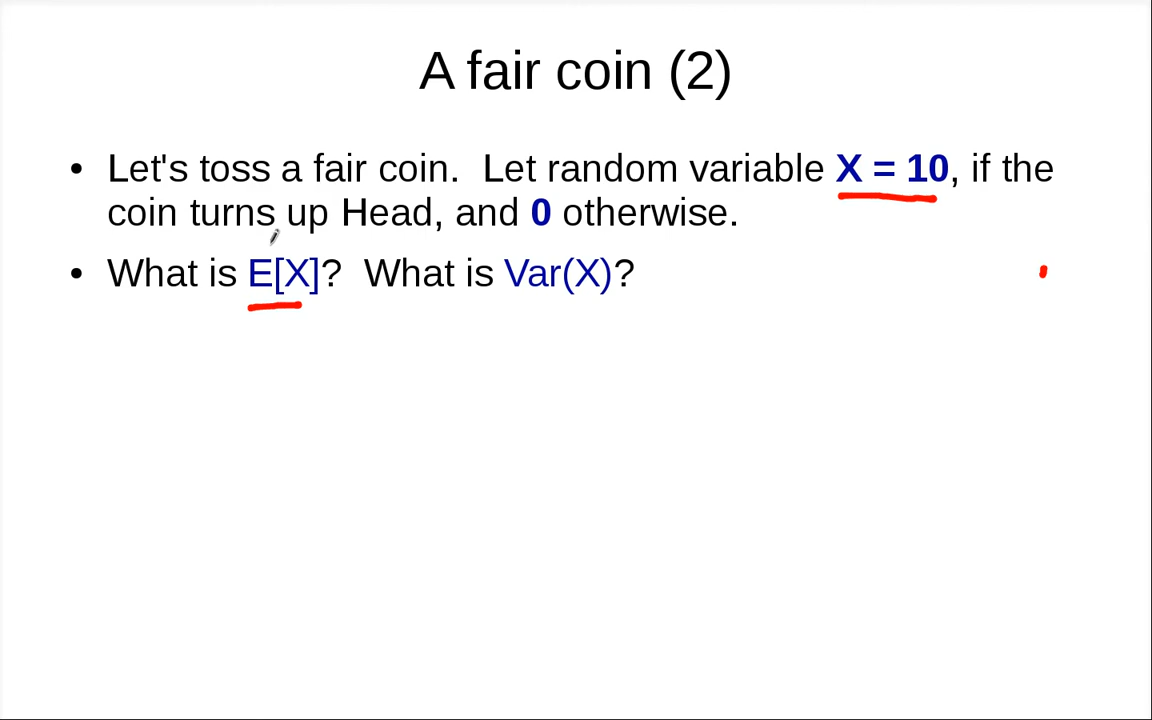 A fair coin (2)
• Let's toss a fair coin.  Let random variable X = 10, if the
coin turns up Head, and 0 otherwise.
• What is E[X]?  What is Var(X)?